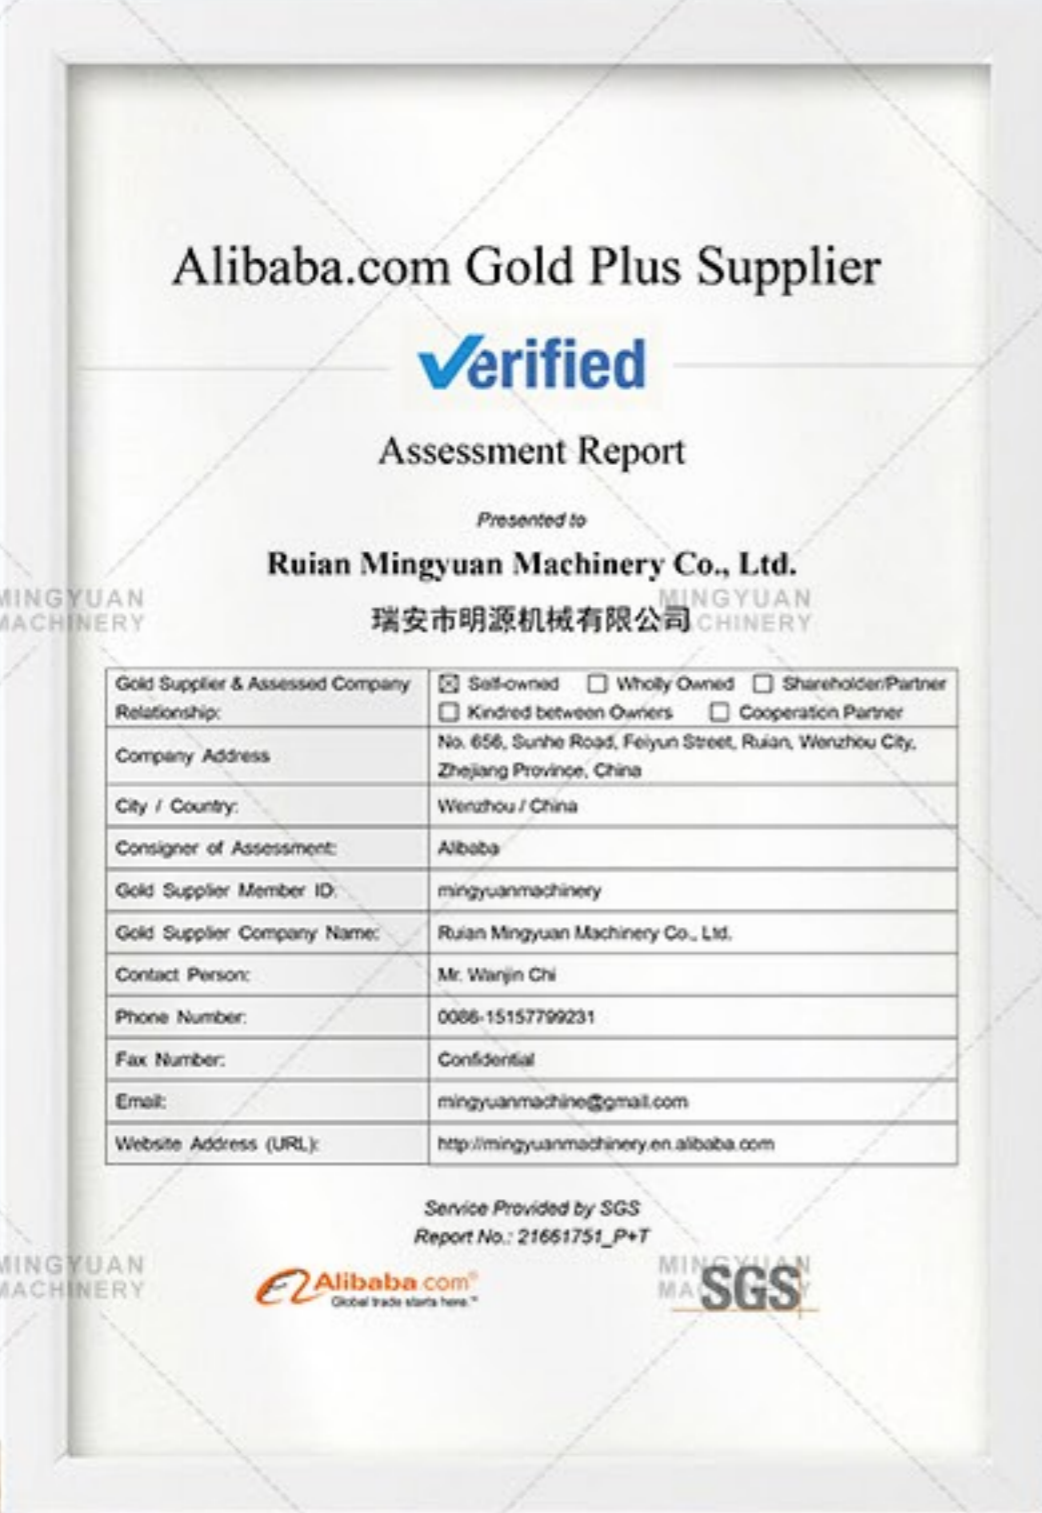 Alibaba.com Gold Plus Supplier
Verified
Assessment Report
Presented to
Ruian Mingyuan Machinery Co., Ltd.
瑞安市明源机械有限公司
MINGYUAN
MACHINERY
MINGYUAN
MACHINERY
Gold Supplier & Assessed Company Relationship: ☒ Self-owned ☐ Wholly Owned ☐ Shareholder/Partner
☐ Kindred between Owners ☐ Cooperation Partner
Company Address No. 656, Sunhe Road, Feiyun Street, Ruian, Wenzhou City,
Zhejiang Province, China
City / Country: Wenzhou / China
Consigner of Assessment: Alibaba
Gold Supplier Member ID: mingyuanmachinery
Gold Supplier Company Name: Ruian Mingyuan Machinery Co., Ltd.
Contact Person: Mr. Wanjin Chi
Phone Number: 0086-15157799231
Fax Number: Confidential
Email: mingyuanmachine@gmail.com
Website Address (URL): http://mingyuanmachinery.en.alibaba.com
Service Provided by SGS
Report No.: 21661751_P+T
MINGYUAN
MACHINERY
Alibaba.com®
Global trade starts here.™
MINGYUAN
MACHINERY
SGS